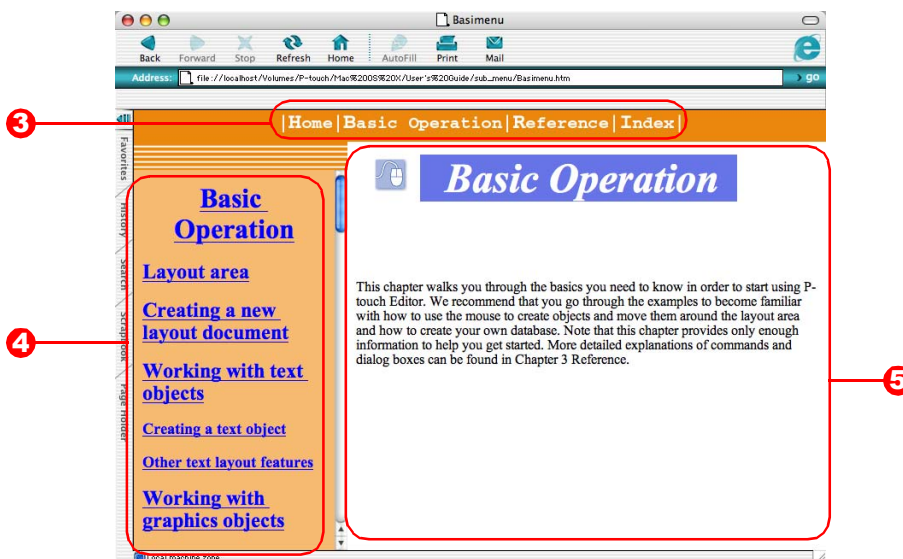 Basimenu
Back Forward Stop Refresh Home AutoFill Print Mail
Address: file://localhost/Volumes/P-touch/Mac%20OS%20X/User's%20Guide/sub_menu/Basimenu.htm go
3
|Home|Basic Operation|Reference|Index|
Favorites
History
Search
Scrapbook
Page Holder
4
Basic
Operation
Layout area
Creating a new
layout document
Working with text
objects
Creating a text object
Other text layout features
Working with
graphics objects
Basic Operation
This chapter walks you through the basics you need to know in order to start using P-
touch Editor. We recommend that you go through the examples to become familiar
with how to use the mouse to create objects and move them around the layout area
and how to create your own database. Note that this chapter provides only enough
information to help you get started. More detailed explanations of commands and
dialog boxes can be found in Chapter 3 Reference.
5
Local machine zone